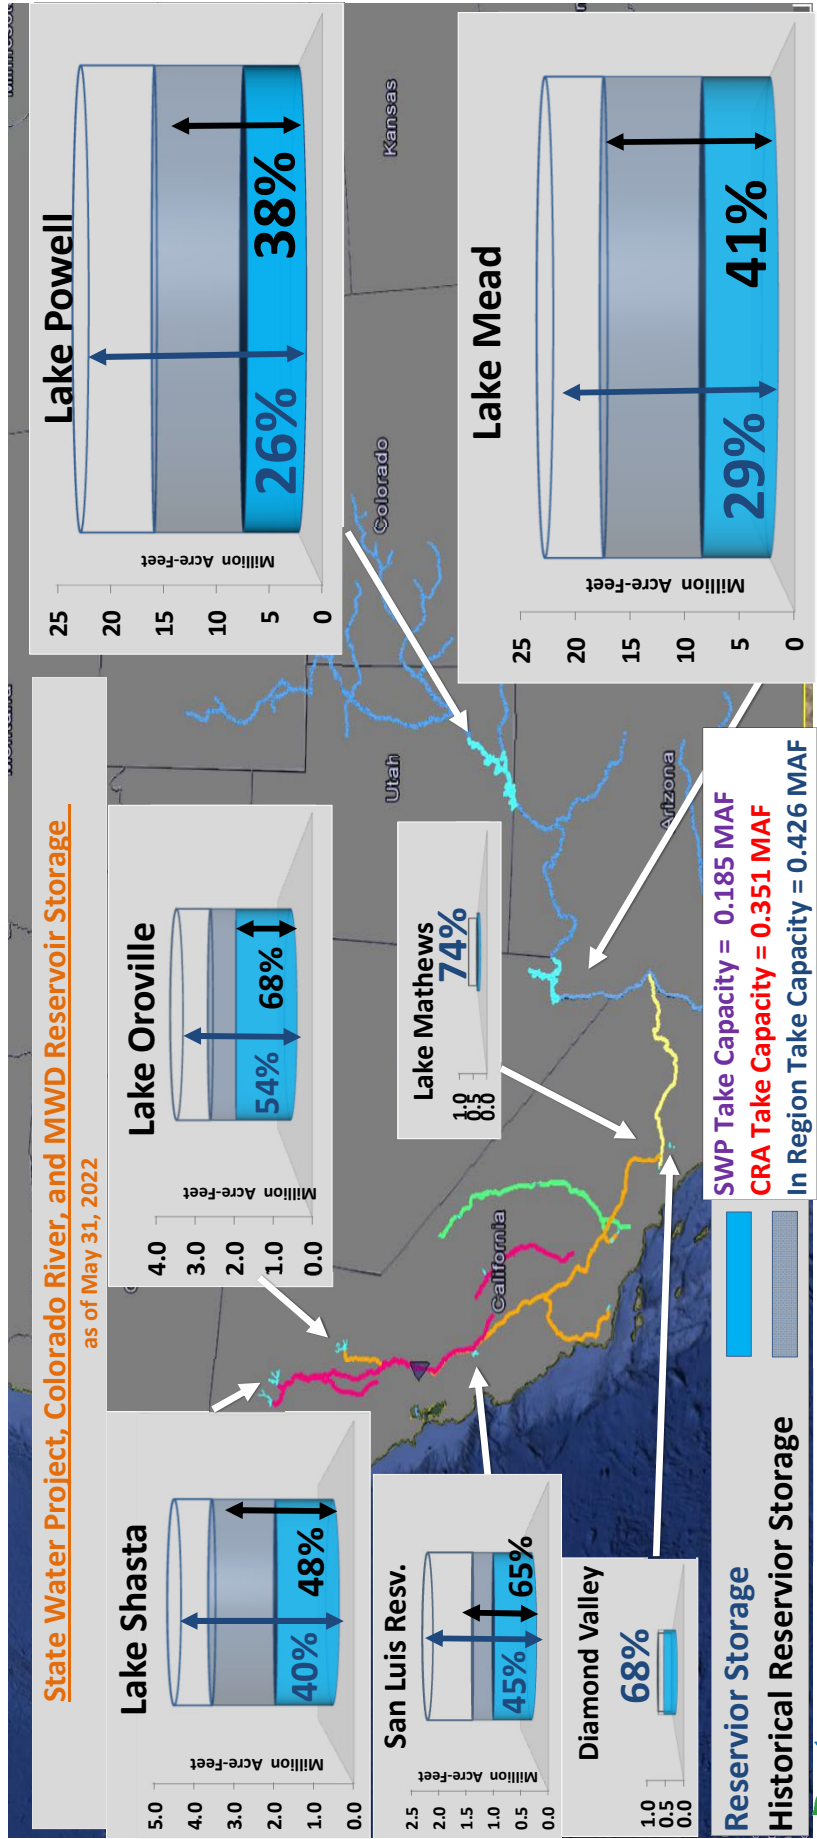 State Water Project, Colorado River, and MWD Reservoir Storage
as of May 31, 2022
Lake Shasta
5.0
4.0
3.0
2.0
1.0
0.0
Million Acre-Feet
40%
48%
Lake Oroville
4.0
3.0
2.0
1.0
0.0
Million Acre-Feet
54%
68%
Lake Powell
25
20
15
10
5
0
Million Acre-Feet
26%
38%
San Luis Resv.
2.5
2.0
1.5
1.0
0.5
0.0
Million Acre-Feet
45%
65%
Lake Mathews
1.0
0.5
0.0
74%
Lake Mead
25
20
15
10
5
0
Million Acre-Feet
29%
41%
Diamond Valley
1.0
0.5
0.0
68%
California
Utah
Colorado
Kansas
Arizona
Reservior Storage
Historical Reservior Storage
SWP Take Capacity = 0.185 MAF
CRA Take Capacity = 0.351 MAF
In Region Take Capacity = 0.426 MAF